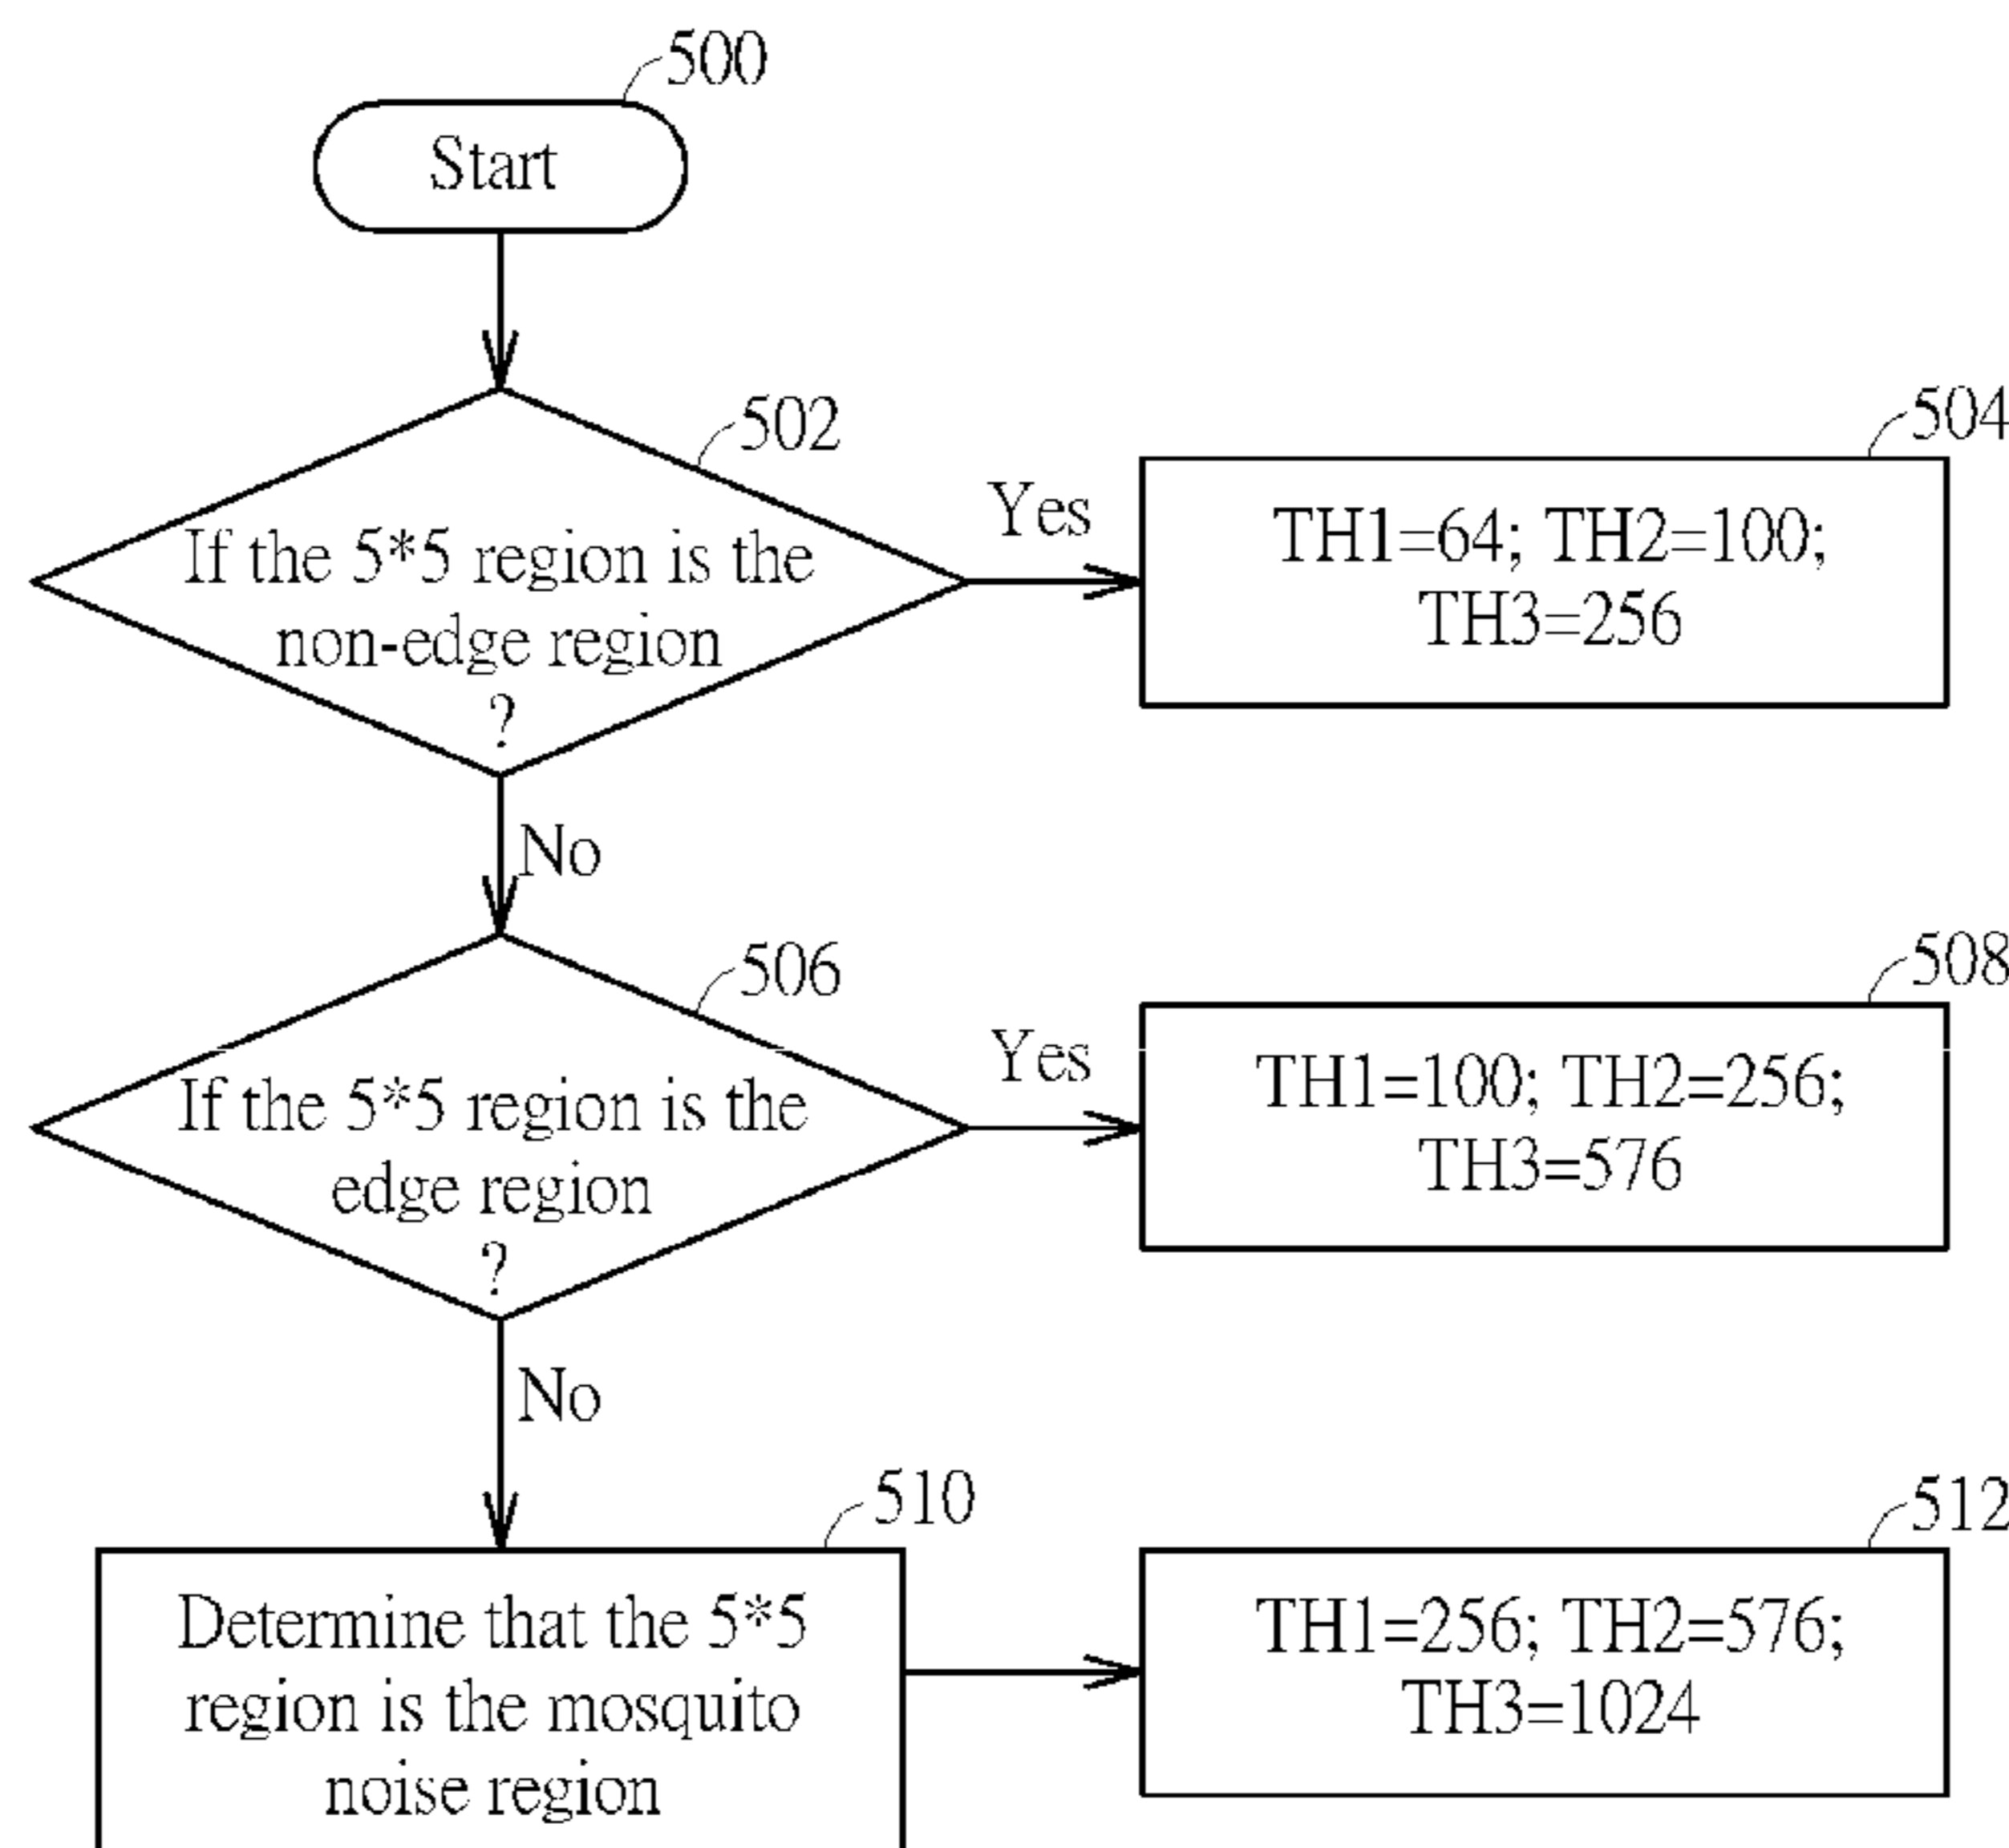 500
Start
502
If the 5*5 region is the
non-edge region
?
Yes
504
TH1=64; TH2=100;
TH3=256
No
506
If the 5*5 region is the
edge region
?
Yes
508
TH1=100; TH2=256;
TH3=576
No
510
Determine that the 5*5
region is the mosquito
noise region
512
TH1=256; TH2=576;
TH3=1024